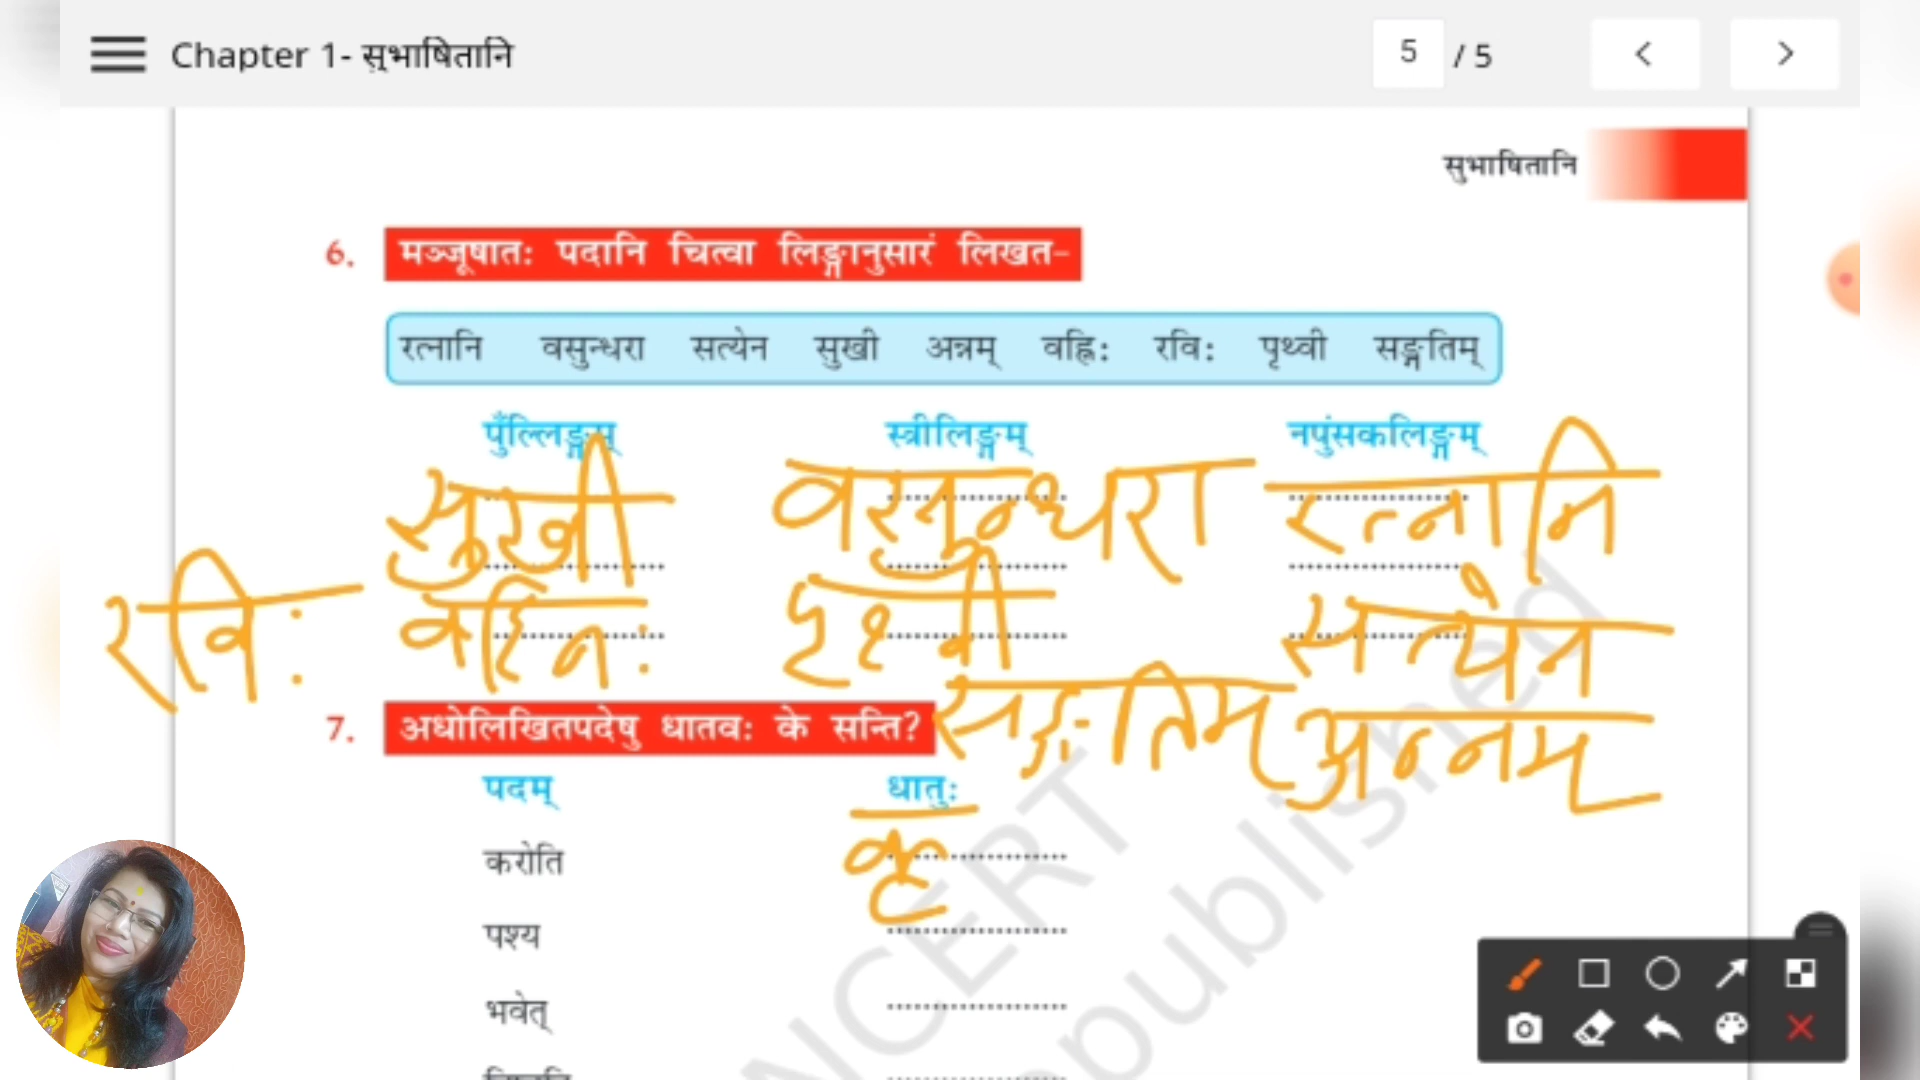 Chapter 1- सुभाषितानि
5 / 5
सुभाषितानि
6. मञ्जूषातः पदानि चित्वा लिङ्गानुसारं लिखत-
रत्नानि वसुन्धरा सत्येन सुखी अन्नम् वह्निः रविः पृथ्वी सङ्गतिम्
पुँल्लिङ्गम् स्त्रीलिङ्गम् नपुंसकलिङ्गम्
सुखी वसुन्धरा रत्नानि
रविः वह्निः पृथ्वी सत्येन
सङ्गतिम् अन्नम्
7. अधोलिखितपदेषु धातवः के सन्ति?
पदम् धातुः
करोति कृ
पश्य
भवेत्
NCERT
republished